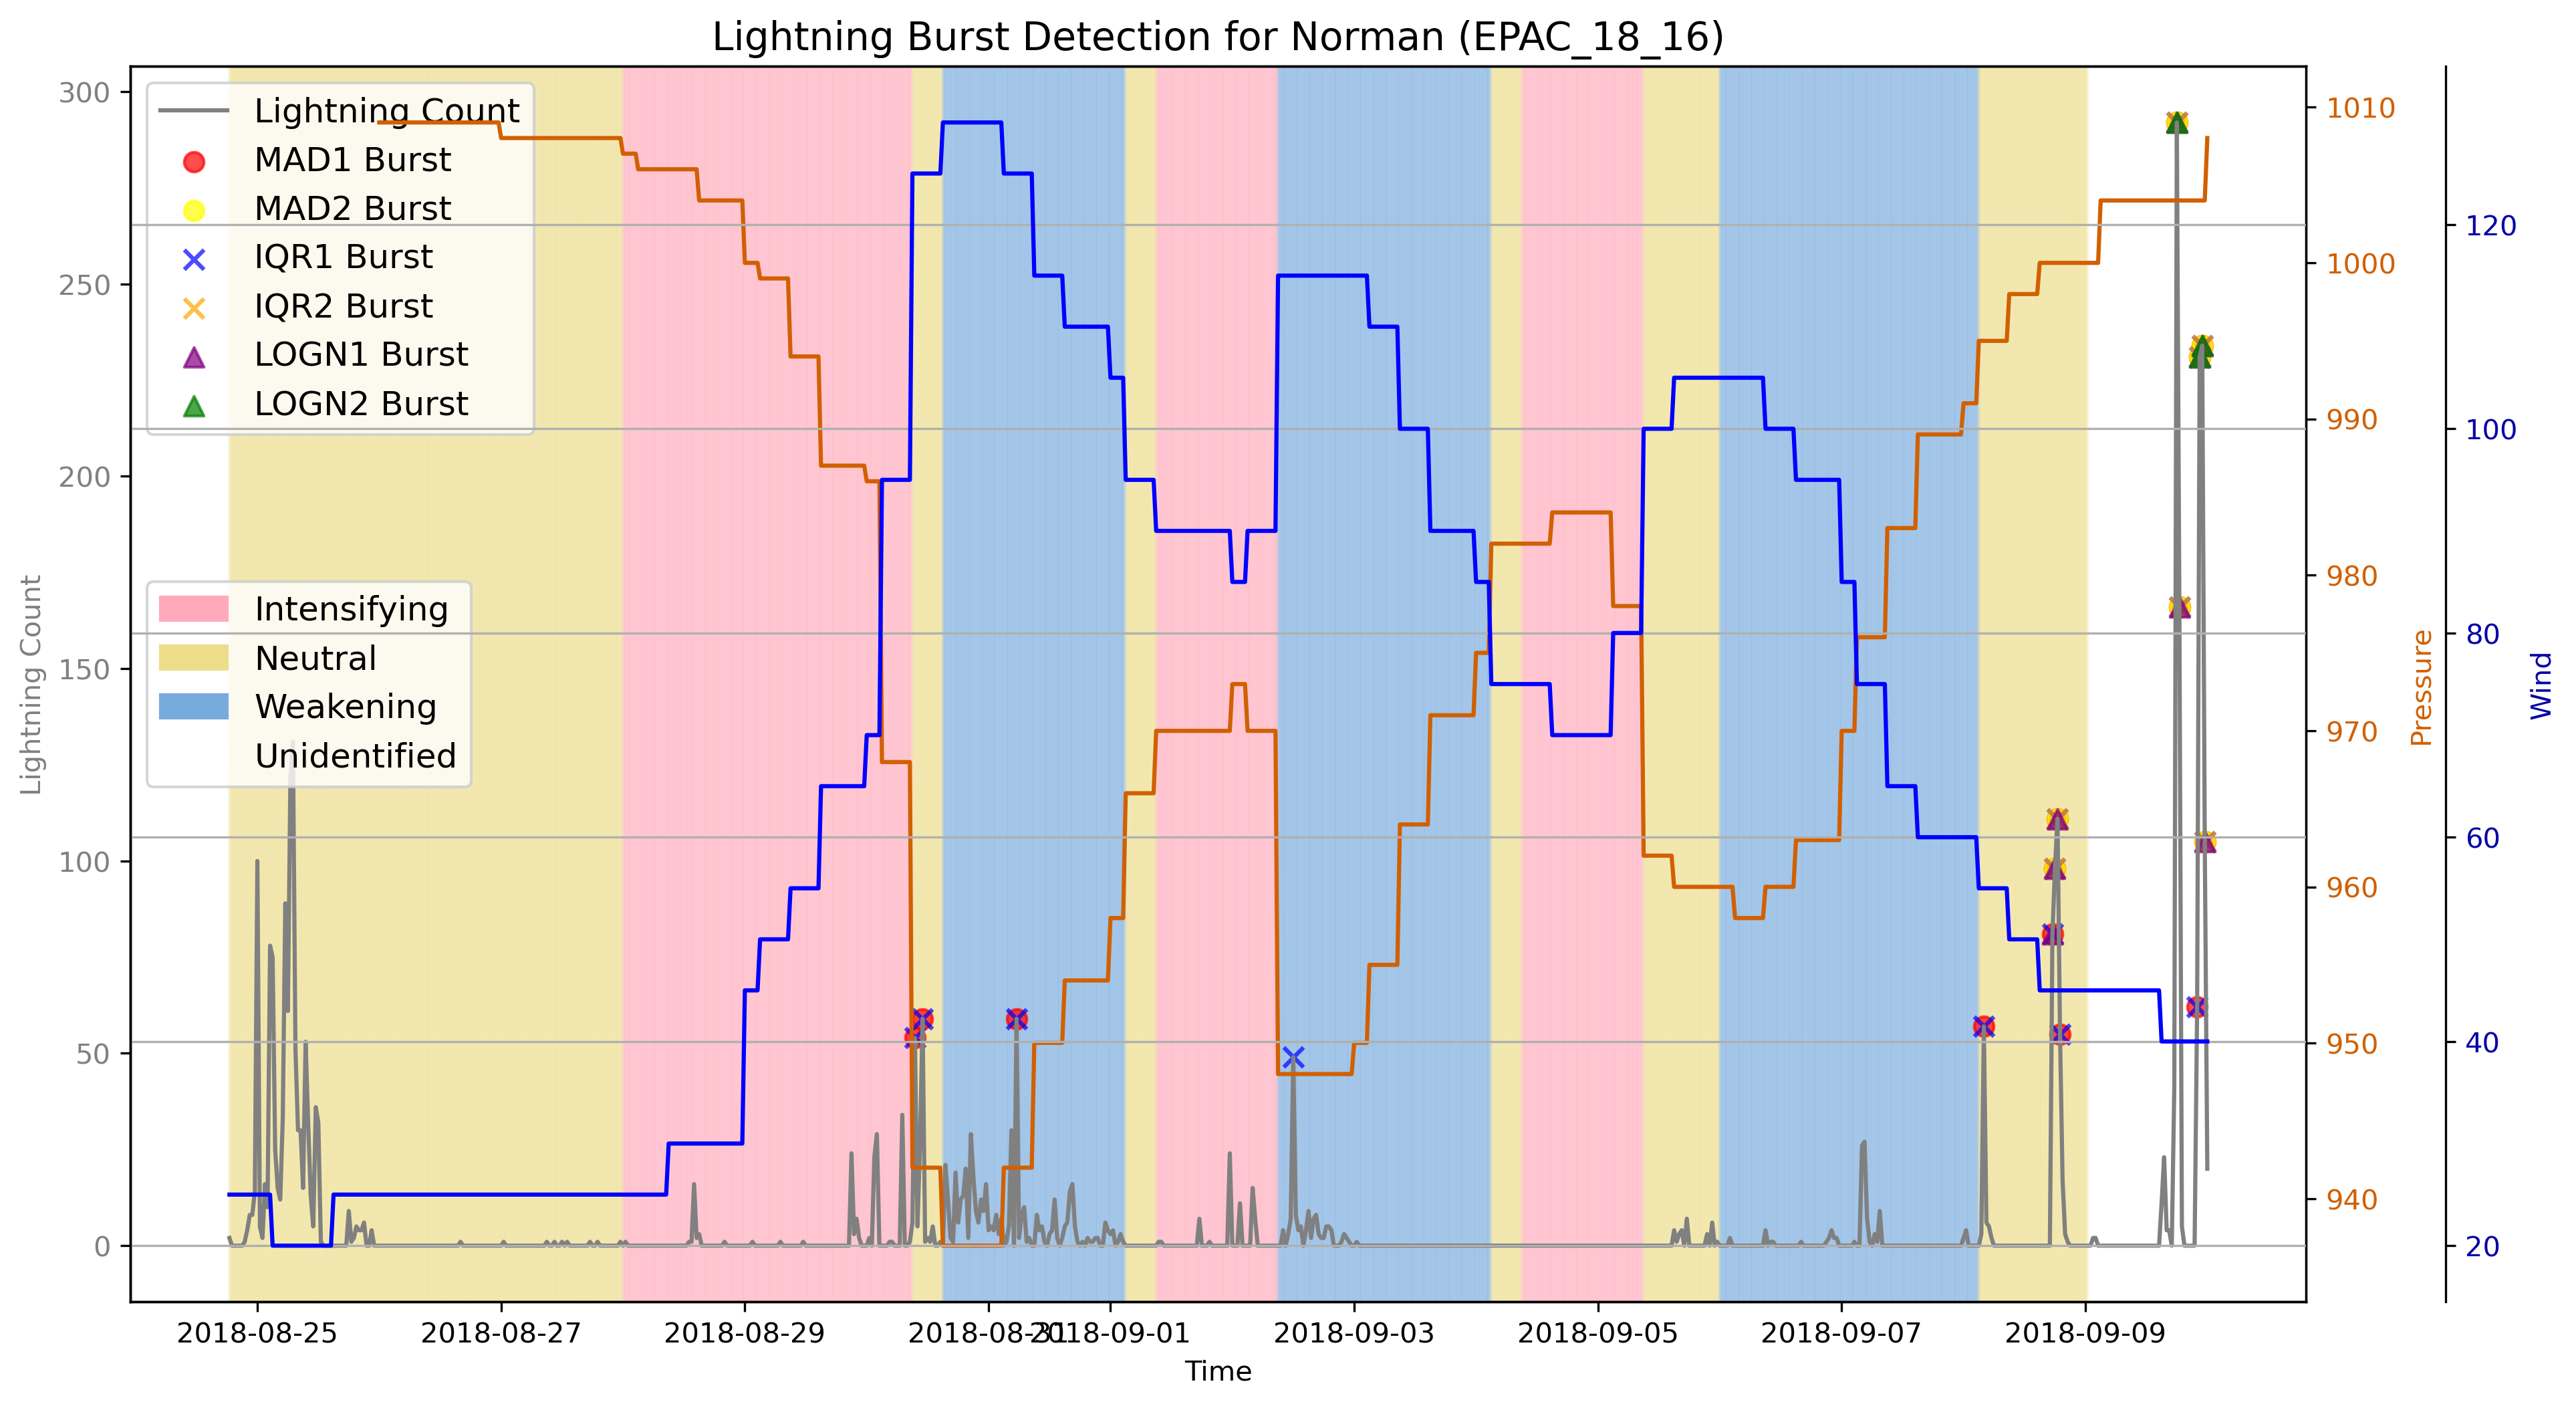 Lightning Burst Detection for Norman (EPAC_18_16)
300
250
200
150
100
50
0
Lightning Count
Lightning Count
MAD1 Burst
MAD2 Burst
IQR1 Burst
IQR2 Burst
LOGN1 Burst
LOGN2 Burst
Intensifying
Neutral
Weakening
Unidentified
1010
1000
990
980
970
960
950
940
Pressure
120
100
80
60
40
20
Wind
2018-08-25
2018-08-27
2018-08-29
2018-08-31
2018-09-01
2018-09-03
2018-09-05
2018-09-07
2018-09-09
Time